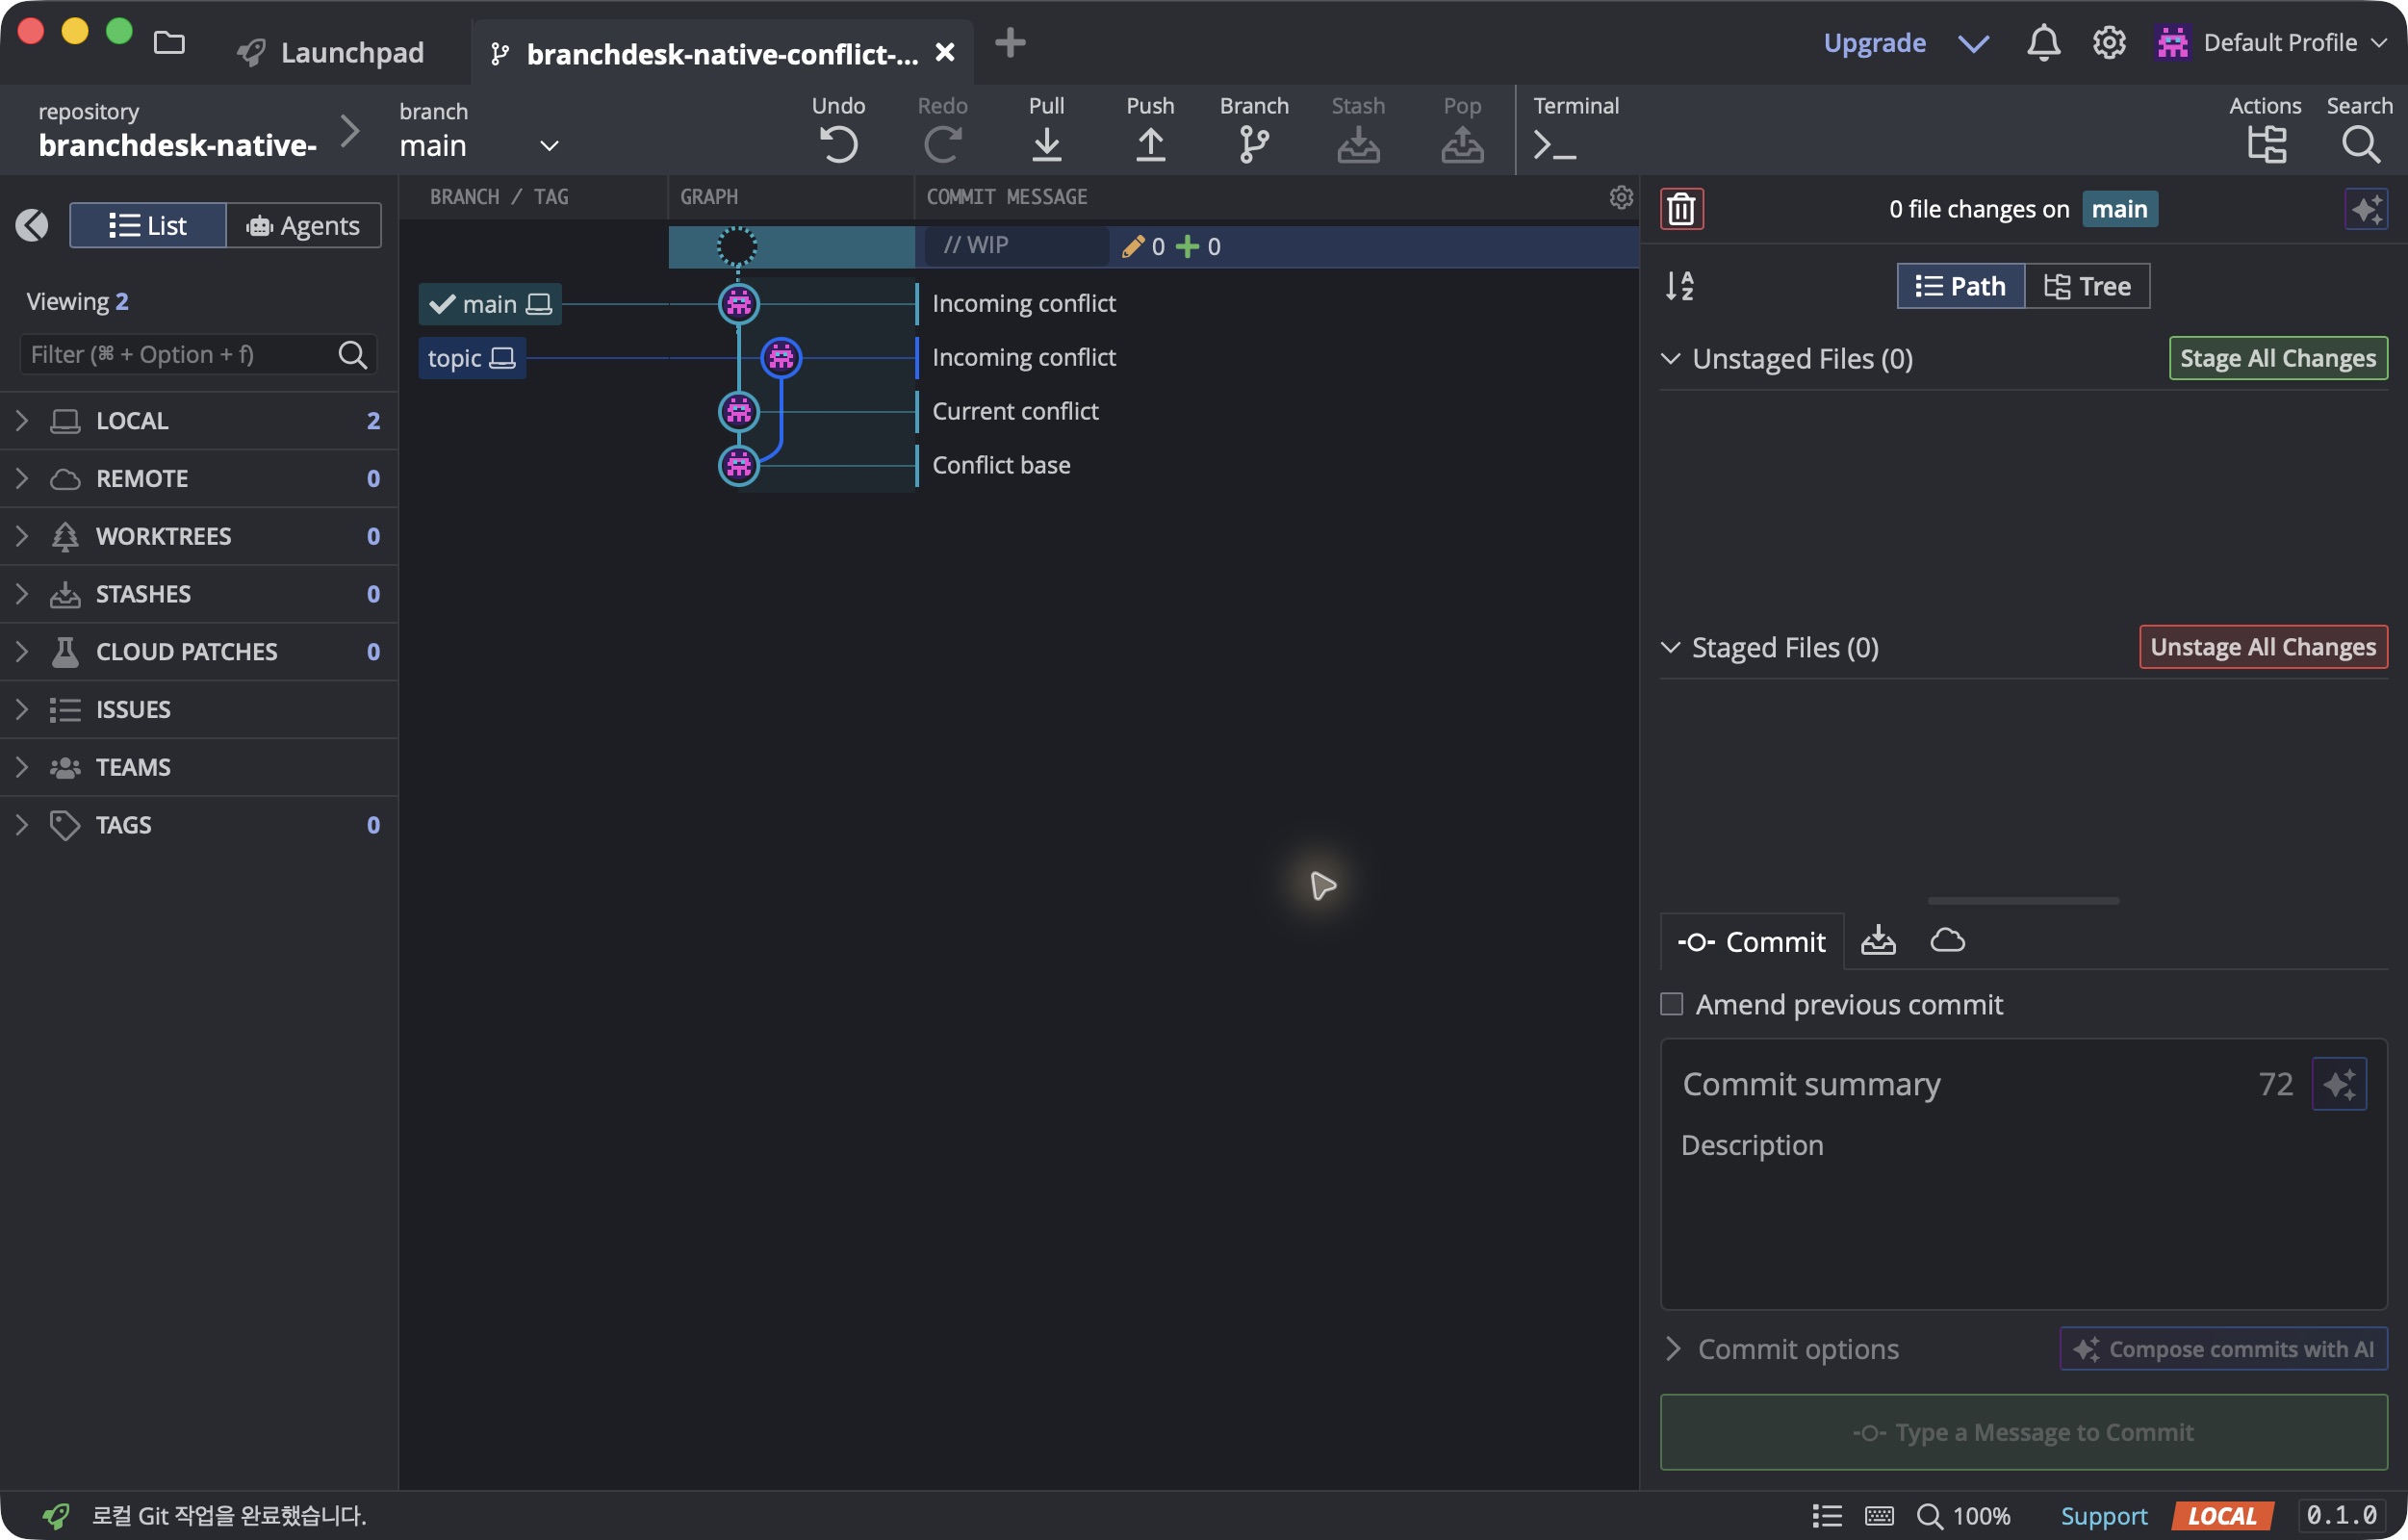 Launchpad
branchdesk-native-conflict-...
Upgrade
Default Profile
repository
branchdesk-native-
branch
main
Undo
Redo
Pull
Push
Branch
Stash
Pop
Terminal
Actions
Search
List
Agents
Viewing 2
Filter (⌘ + Option + f)
LOCAL 2
REMOTE 0
WORKTREES 0
STASHES 0
CLOUD PATCHES 0
ISSUES
TEAMS
TAGS 0
BRANCH / TAG
GRAPH
COMMIT MESSAGE
// WIP
0
0
main
Incoming conflict
topic
Incoming conflict
Current conflict
Conflict base
0 file changes on main
Path
Tree
Unstaged Files (0)
Stage All Changes
Staged Files (0)
Unstage All Changes
Commit
Amend previous commit
Commit summary
72
Description
Commit options
Compose commits with AI
Type a Message to Commit
로컬 Git 작업을 완료했습니다.
100%
Support
LOCAL
0.1.0